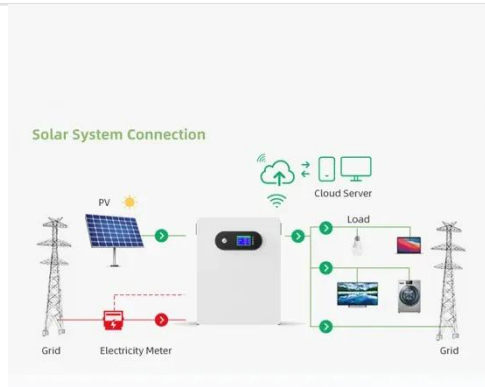 Solar System Connection
Cloud Server
PV
Load
Grid
Electricity Meter
Grid